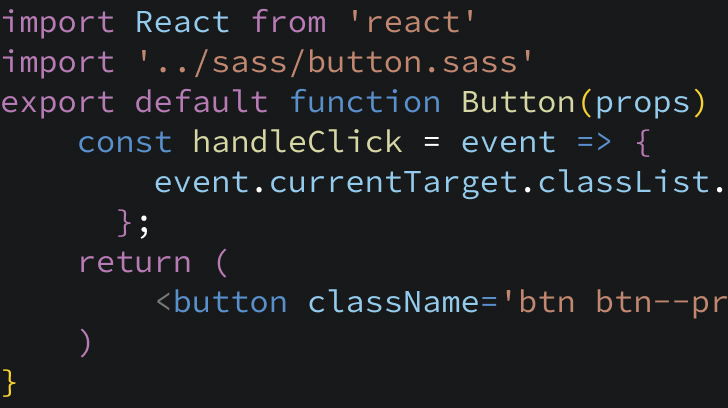 import React from 'react'
import '../sass/button.sass'
export default function Button(props)
    const handleClick = event => {
        event.currentTarget.classList.
      };
    return (
        <button className='btn btn--pr
    )
}